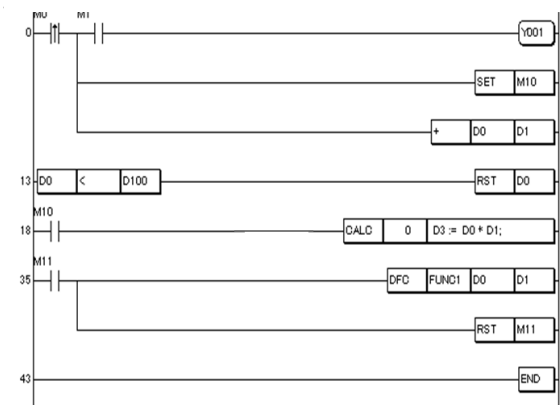 M0 M1
0 Y001
SET M10
+ D0 D1
13 D0 < D100 RST D0
M10
18 CALC 0 D3 := D0 * D1;
M11
35 DFC FUNC1 D0 D1
RST M11
43 END